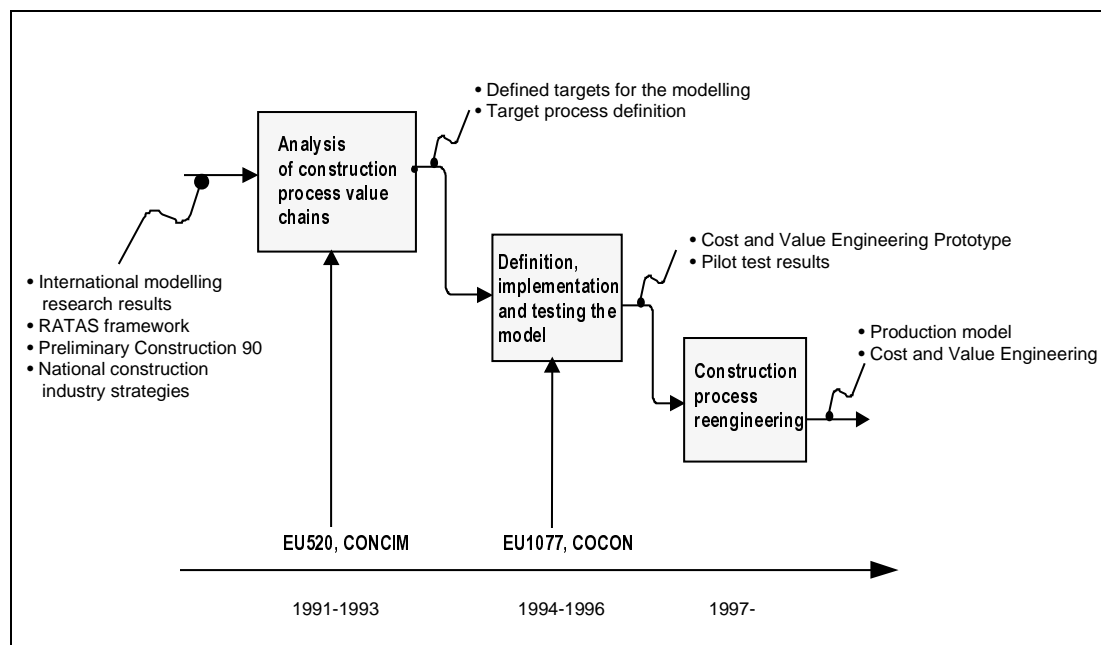 • Defined targets for the modelling
• Target process definition
Analysis
of construction
process value
chains
• International modelling
research results
• RATAS framework
• Preliminary Construction 90
• National construction
industry strategies
• Cost and Value Engineering Prototype
• Pilot test results
Definition,
implementation
and testing the
model
• Production model
• Cost and Value Engineering
Construction
process
reengineering
EU520, CONCIM
EU1077, COCON
1991-1993
1994-1996
1997-